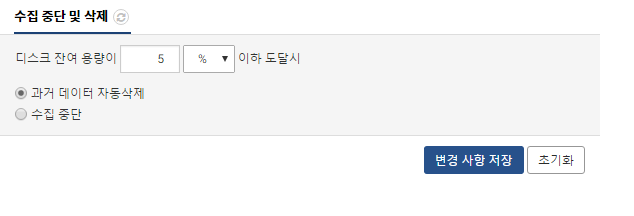 수집 중단 및 삭제
디스크 잔여 용량이 5 % 이하 도달시
과거 데이터 자동삭제
수집 중단
변경 사항 저장 초기화